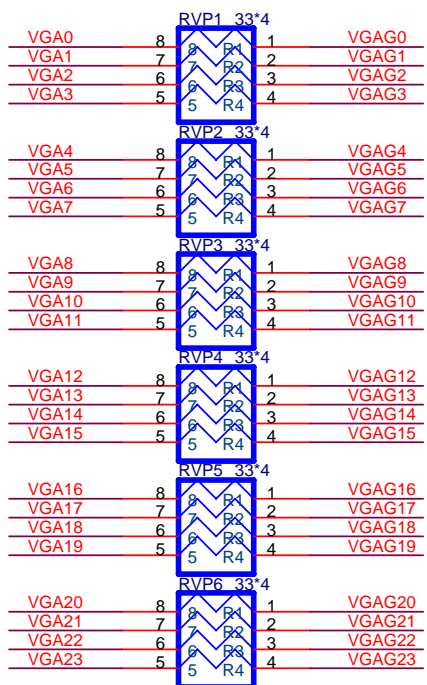 RVP1 33*4
VGA0 8 8 R1 1 VGAG0
VGA1 7 7 R2 2 VGAG1
VGA2 6 6 R3 3 VGAG2
VGA3 5 5 R4 4 VGAG3
RVP2 33*4
VGA4 8 8 R1 1 VGAG4
VGA5 7 7 R2 2 VGAG5
VGA6 6 6 R3 3 VGAG6
VGA7 5 5 R4 4 VGAG7
RVP3 33*4
VGA8 8 8 R1 1 VGAG8
VGA9 7 7 R2 2 VGAG9
VGA10 6 6 R3 3 VGAG10
VGA11 5 5 R4 4 VGAG11
RVP4 33*4
VGA12 8 8 R1 1 VGAG12
VGA13 7 7 R2 2 VGAG13
VGA14 6 6 R3 3 VGAG14
VGA15 5 5 R4 4 VGAG15
RVP5 33*4
VGA16 8 8 R1 1 VGAG16
VGA17 7 7 R2 2 VGAG17
VGA18 6 6 R3 3 VGAG18
VGA19 5 5 R4 4 VGAG19
RVP6 33*4
VGA20 8 8 R1 1 VGAG20
VGA21 7 7 R2 2 VGAG21
VGA22 6 6 R3 3 VGAG22
VGA23 5 5 R4 4 VGAG23